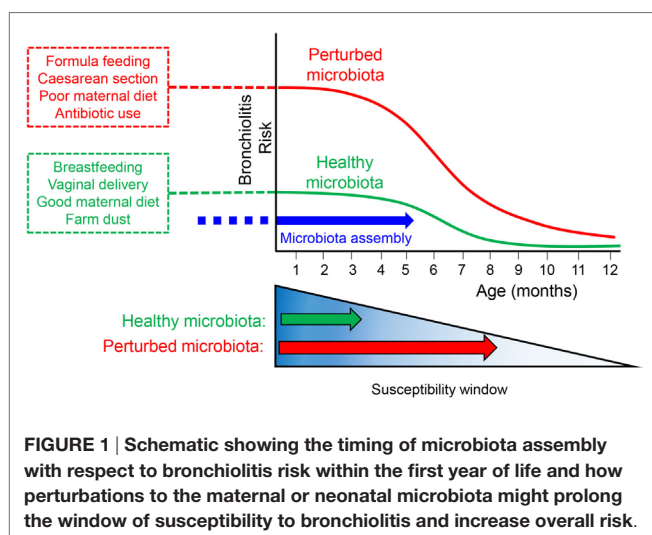 Formula feeding
Caesarean section
Poor maternal diet
Antibiotic use
Breastfeeding
Vaginal delivery
Good maternal diet
Farm dust
Bronchiolitis
Risk
Perturbed
microbiota
Healthy
microbiota
Microbiota assembly
1 2 3 4 5 6 7 8 9 10 11 12
Age (months)
Healthy microbiota:
Perturbed microbiota:
Susceptibility window
FIGURE 1 | Schematic showing the timing of microbiota assembly
with respect to bronchiolitis risk within the first year of life and how
perturbations to the maternal or neonatal microbiota might prolong
the window of susceptibility to bronchiolitis and increase overall risk.